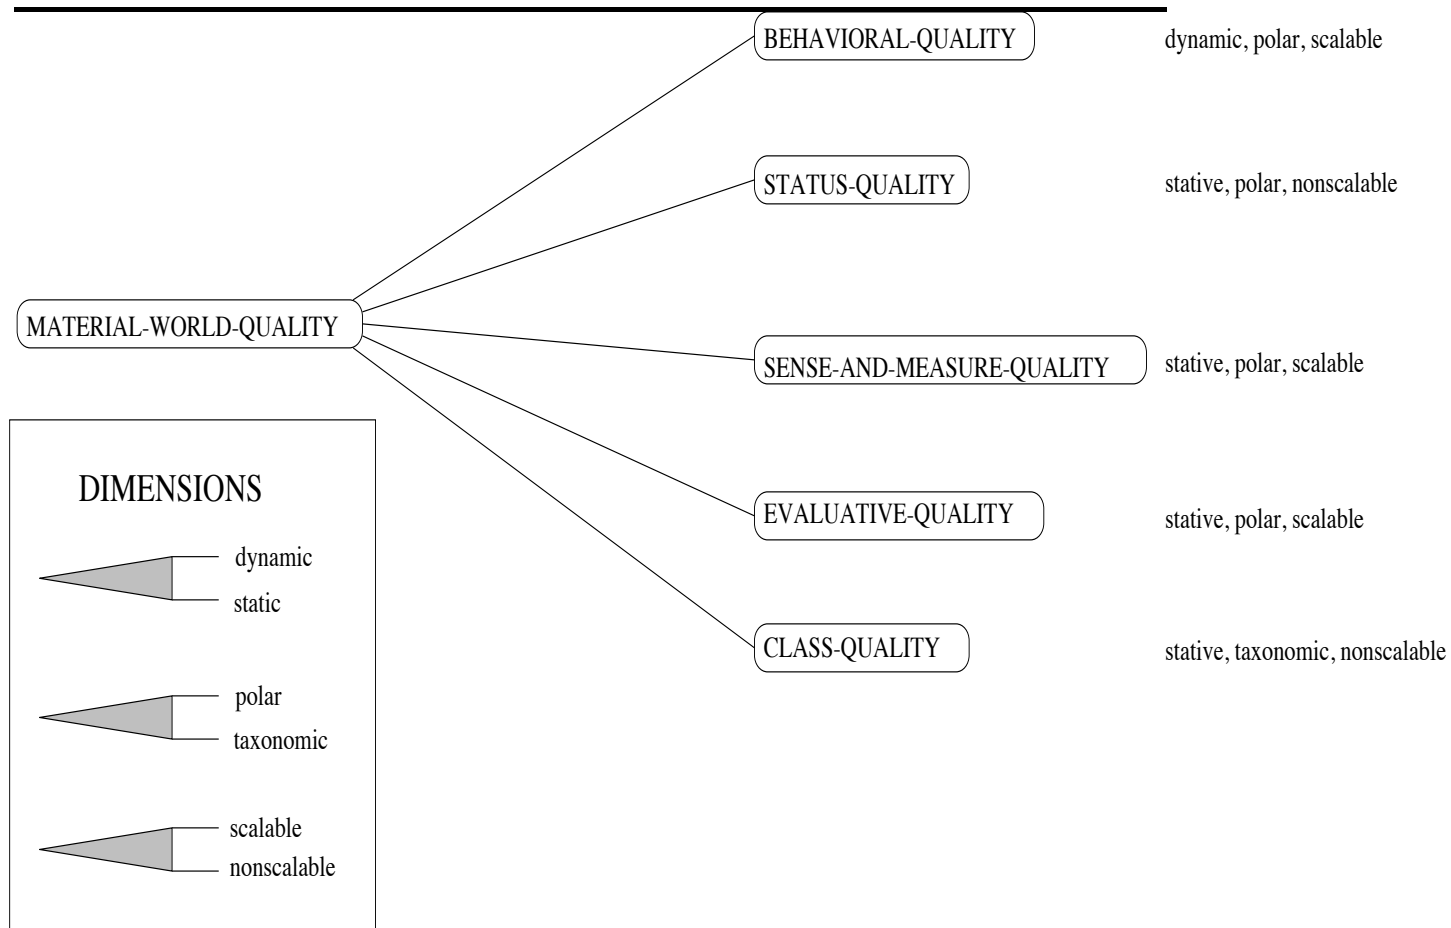 BEHAVIORAL-QUALITY dynamic, polar, scalable
STATUS-QUALITY stative, polar, nonscalable
MATERIAL-WORLD-QUALITY
SENSE-AND-MEASURE-QUALITY stative, polar, scalable
EVALUATIVE-QUALITY stative, polar, scalable
CLASS-QUALITY stative, taxonomic, nonscalable
DIMENSIONS
dynamic
static
polar
taxonomic
scalable
nonscalable